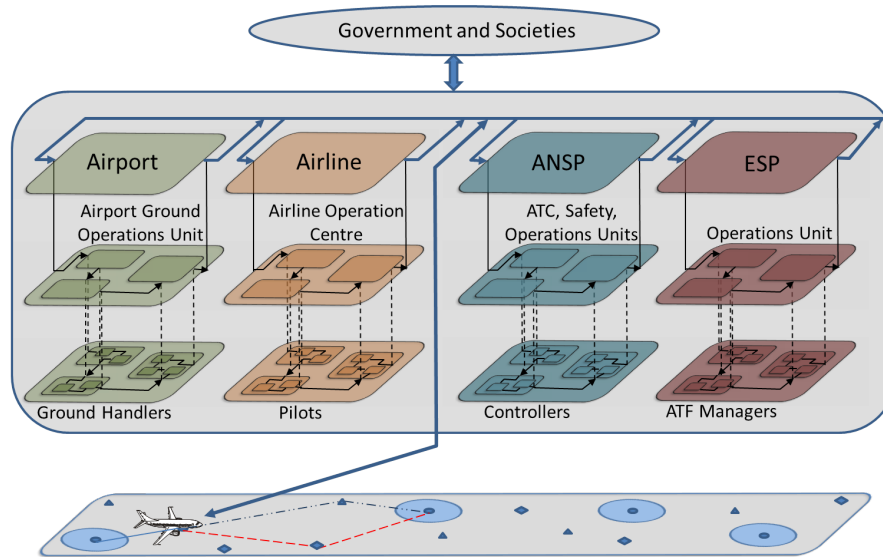 Government and Societies
Airport
Airline
ANSP
ESP
Airport Ground
Operations Unit
Airline Operation
Centre
ATC, Safety,
Operations Units
Operations Unit
Ground Handlers
Pilots
Controllers
ATF Managers